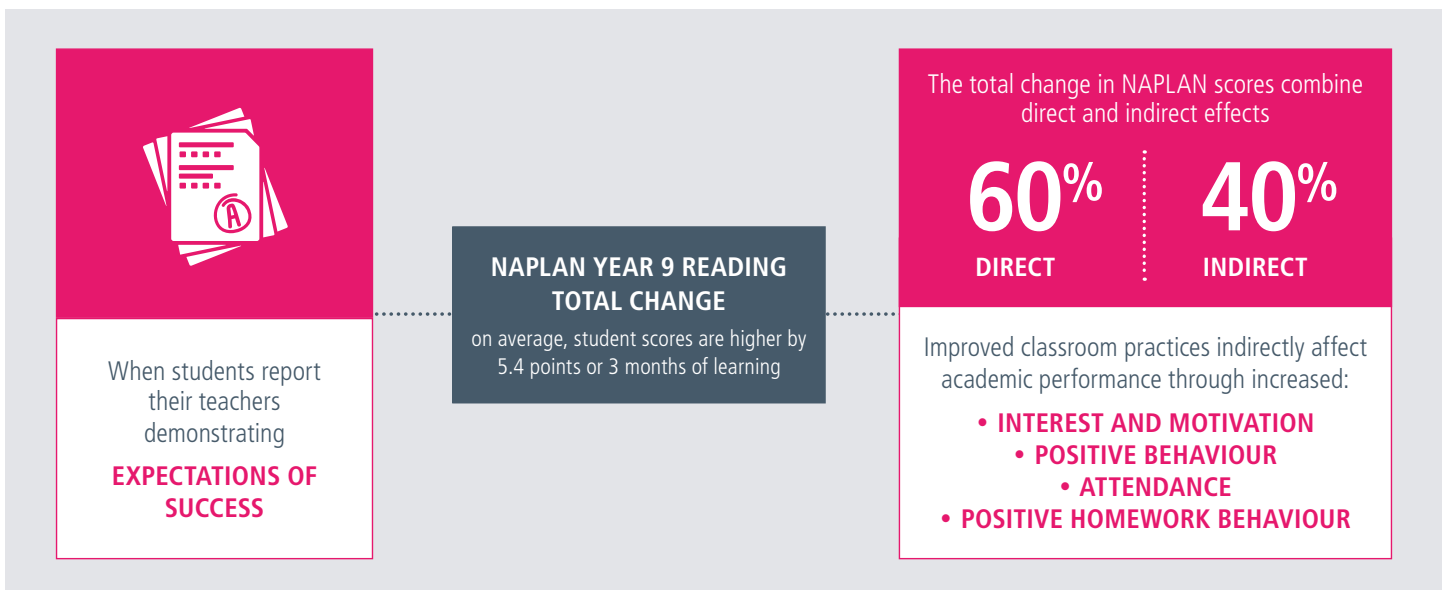 A
When students report
their teachers
demonstrating
EXPECTATIONS OF
SUCCESS
NAPLAN YEAR 9 READING
TOTAL CHANGE
on average, student scores are higher by
5.4 points or 3 months of learning
The total change in NAPLAN scores combine
direct and indirect effects
60%
DIRECT
40%
INDIRECT
Improved classroom practices indirectly affect
academic performance through increased:
• INTEREST AND MOTIVATION
• POSITIVE BEHAVIOUR
• ATTENDANCE
• POSITIVE HOMEWORK BEHAVIOUR